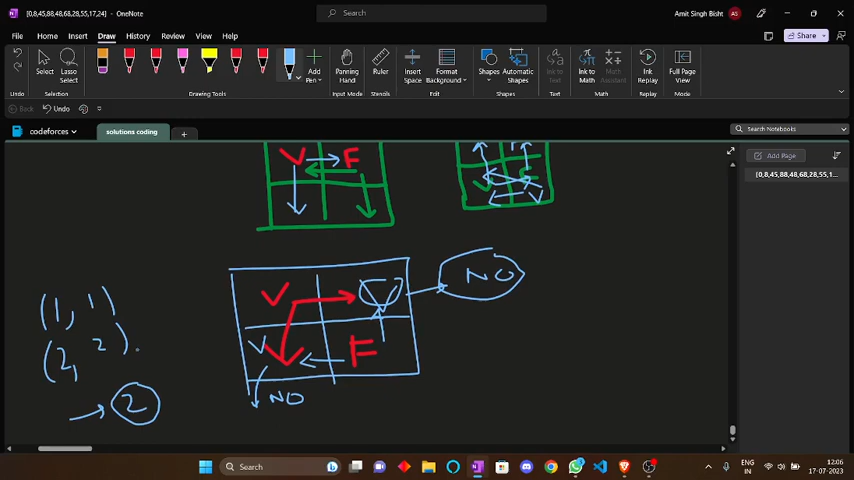 [0,8,45,88,48,68,28,55,17,24] - OneNote
Search
Amit Singh Bisht
AS
File
Home
Insert
Draw
History
Review
View
Help
Share
Undo
Select
Lasso
Select
Add
Pen
Panning
Hand
Ruler
Insert
Space
Format
Background
Shapes
Automatic
Shapes
Ink to
Text
Ink to
Math
Math
Assistant
Ink
Replay
Full Page
View
Undo
Selection
Drawing Tools
Input Mode
Stencils
Edit
Shapes
Convert
Replay
Mode
Back
Undo
codeforces
solutions coding
Search Notebooks
Add Page
[0,8,45,88,48,68,28,55,17,24,...
V
F
V
NO
(1, 1)
(2, 2)
2
V
V
V
F
NO
Search
ENG
IN
12:06
17-07-2023